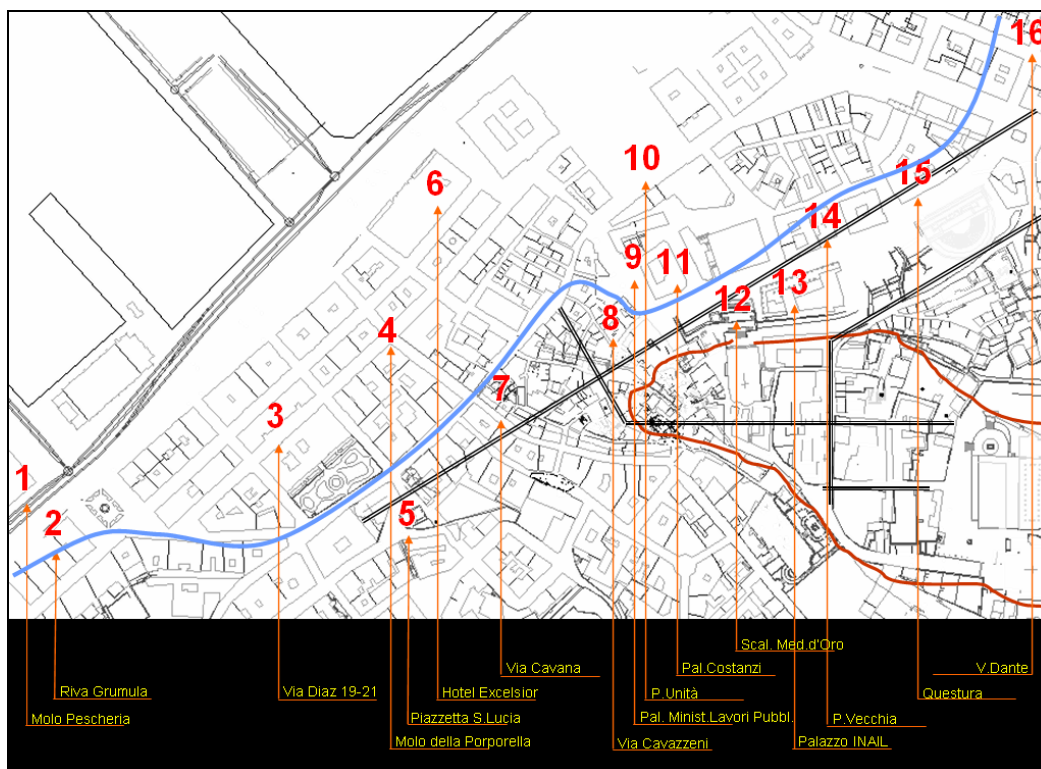 16
10
6
15
14
9
11
13
12
8
4
7
3
1
5
2
Scal. Med.d'Oro
Via Cavana
Pal.Costanzi
V.Dante
Riva Grumula
Via Diaz 19-21
Hotel Excelsior
P.Unità
Questura
Molo Pescheria
Piazzetta S.Lucia
Pal. Minist.Lavori Pubbl.
P.Vecchia
Molo della Porporella
Via Cavazzeni
Palazzo INAIL